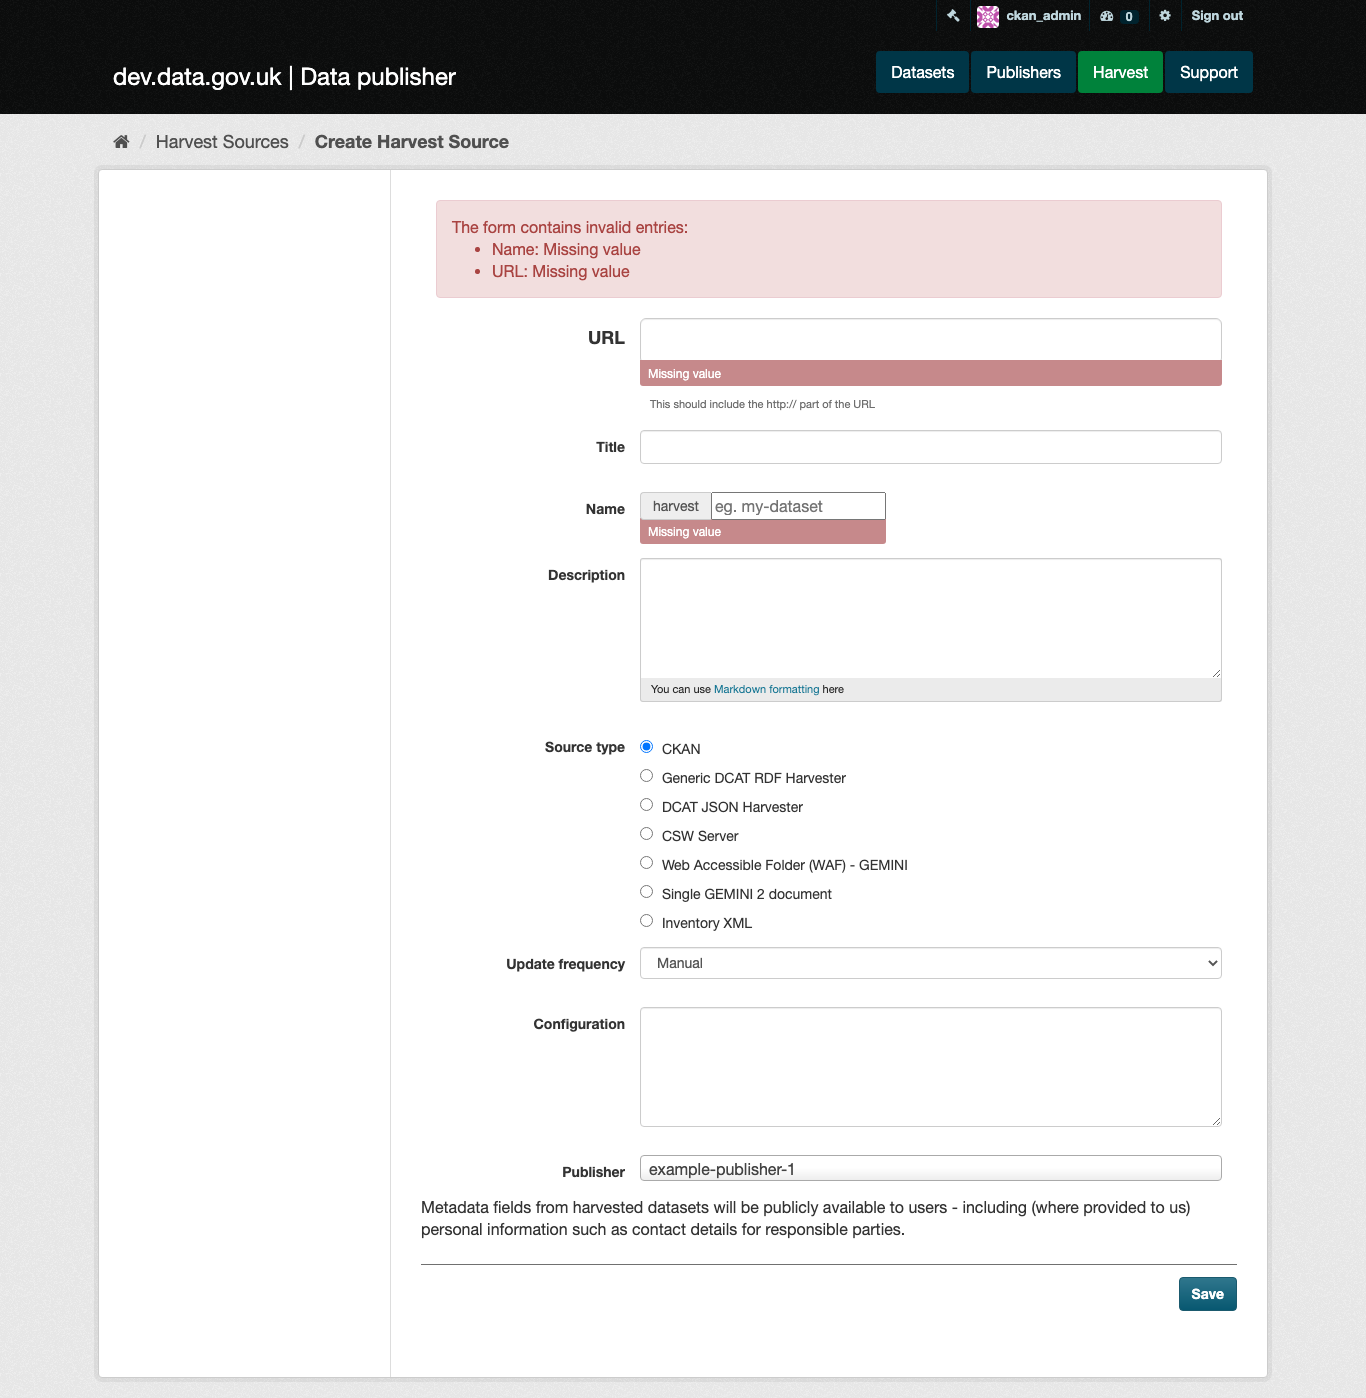 ckan_admin 0 Sign out
dev.data.gov.uk | Data publisher
Datasets Publishers Harvest Support
/ Harvest Sources / Create Harvest Source
The form contains invalid entries:
• Name: Missing value
• URL: Missing value
URL
Missing value
This should include the http:// part of the URL
Title
Name harvest eg. my-dataset
Missing value
Description
You can use Markdown formatting here
Source type CKAN
Generic DCAT RDF Harvester
DCAT JSON Harvester
CSW Server
Web Accessible Folder (WAF) - GEMINI
Single GEMINI 2 document
Inventory XML
Update frequency Manual
Configuration
Publisher example-publisher-1
Metadata fields from harvested datasets will be publicly available to users - including (where provided to us)
personal information such as contact details for responsible parties.
Save